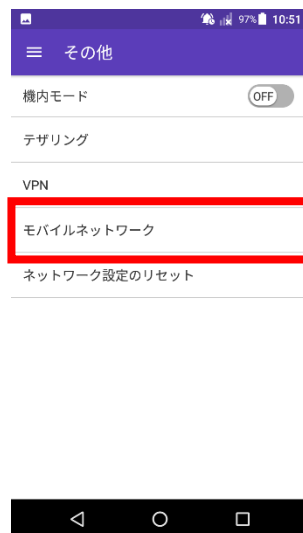 97% 10:51
その他
機内モード OFF
テザリング
VPN
モバイルネットワーク
ネットワーク設定のリセット